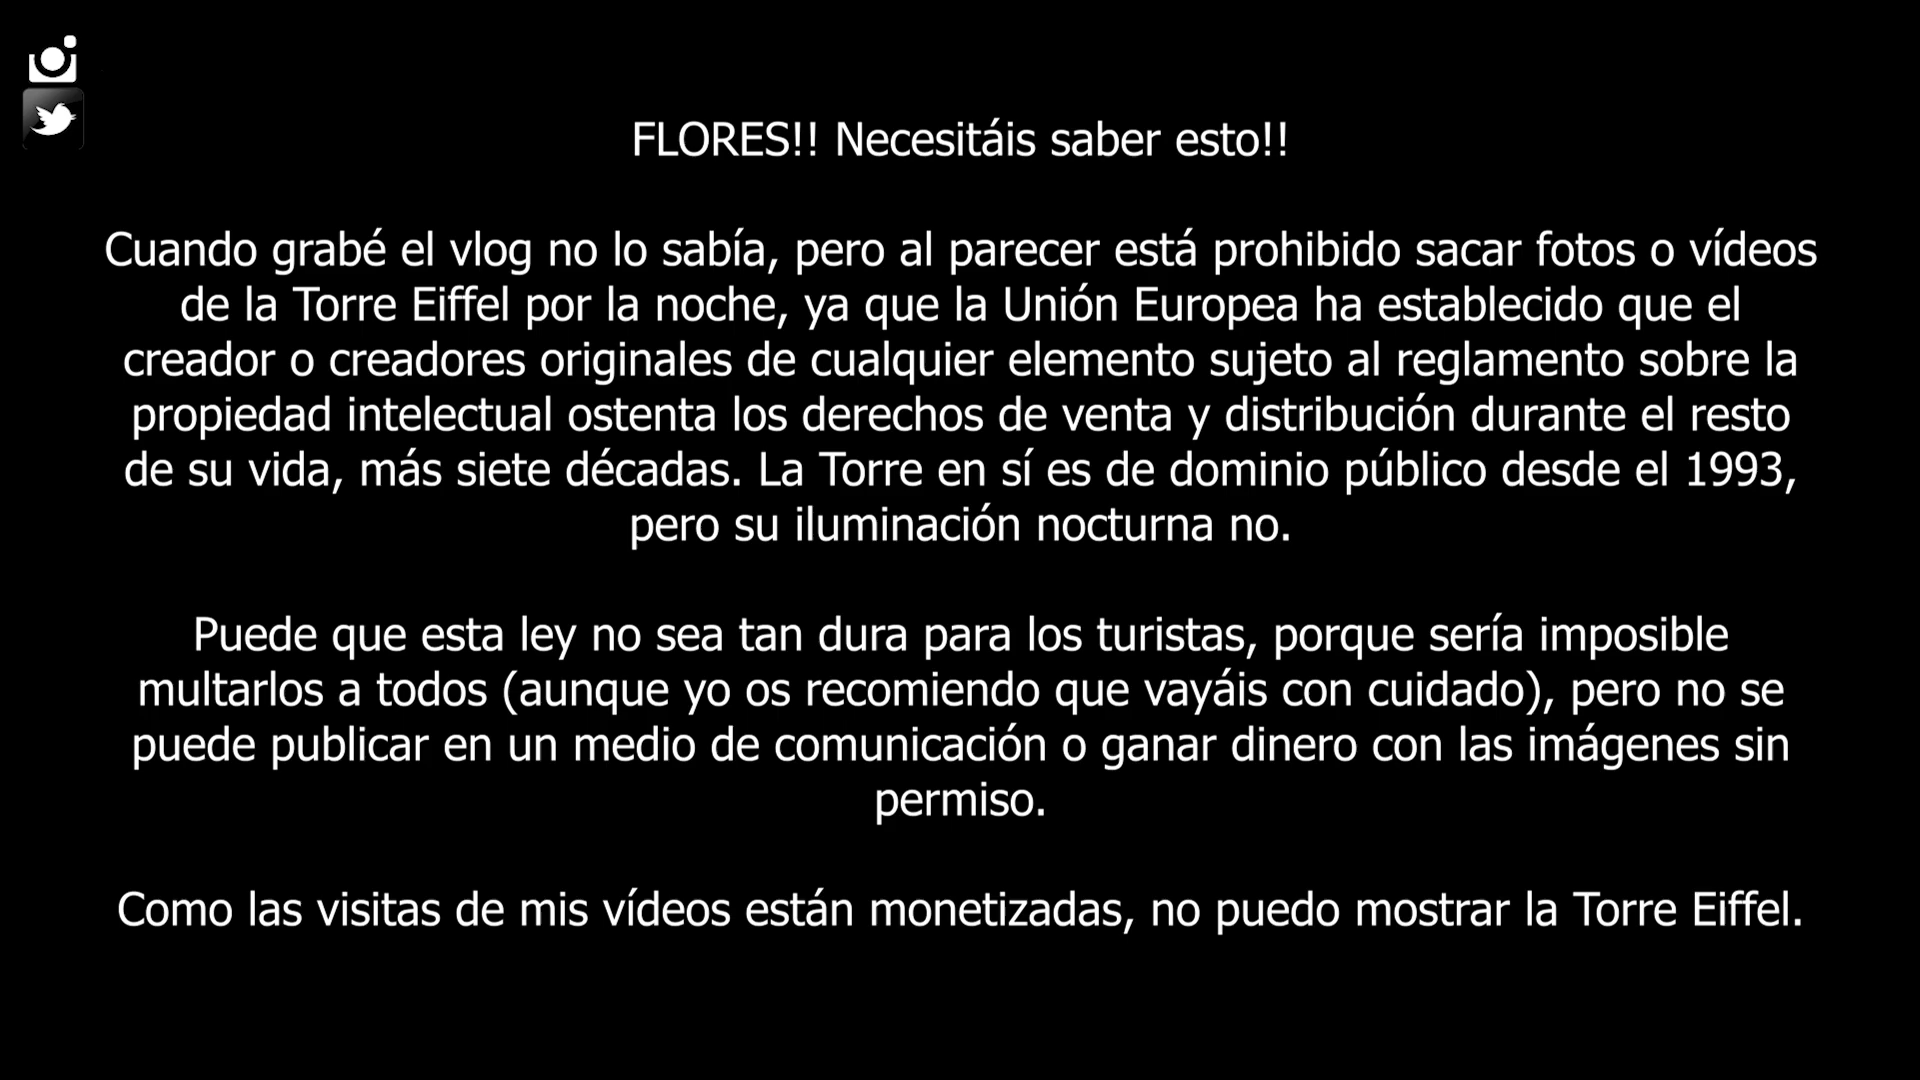 FLORES!! Necesitáis saber esto!!
Cuando grabé el vlog no lo sabía, pero al parecer está prohibido sacar fotos o vídeos
de la Torre Eiffel por la noche, ya que la Unión Europea ha establecido que el
creador o creadores originales de cualquier elemento sujeto al reglamento sobre la
propiedad intelectual ostenta los derechos de venta y distribución durante el resto
de su vida, más siete décadas. La Torre en sí es de dominio público desde el 1993,
pero su iluminación nocturna no.
Puede que esta ley no sea tan dura para los turistas, porque sería imposible
multarlos a todos (aunque yo os recomiendo que vayáis con cuidado), pero no se
puede publicar en un medio de comunicación o ganar dinero con las imágenes sin
permiso.
Como las visitas de mis vídeos están monetizadas, no puedo mostrar la Torre Eiffel.